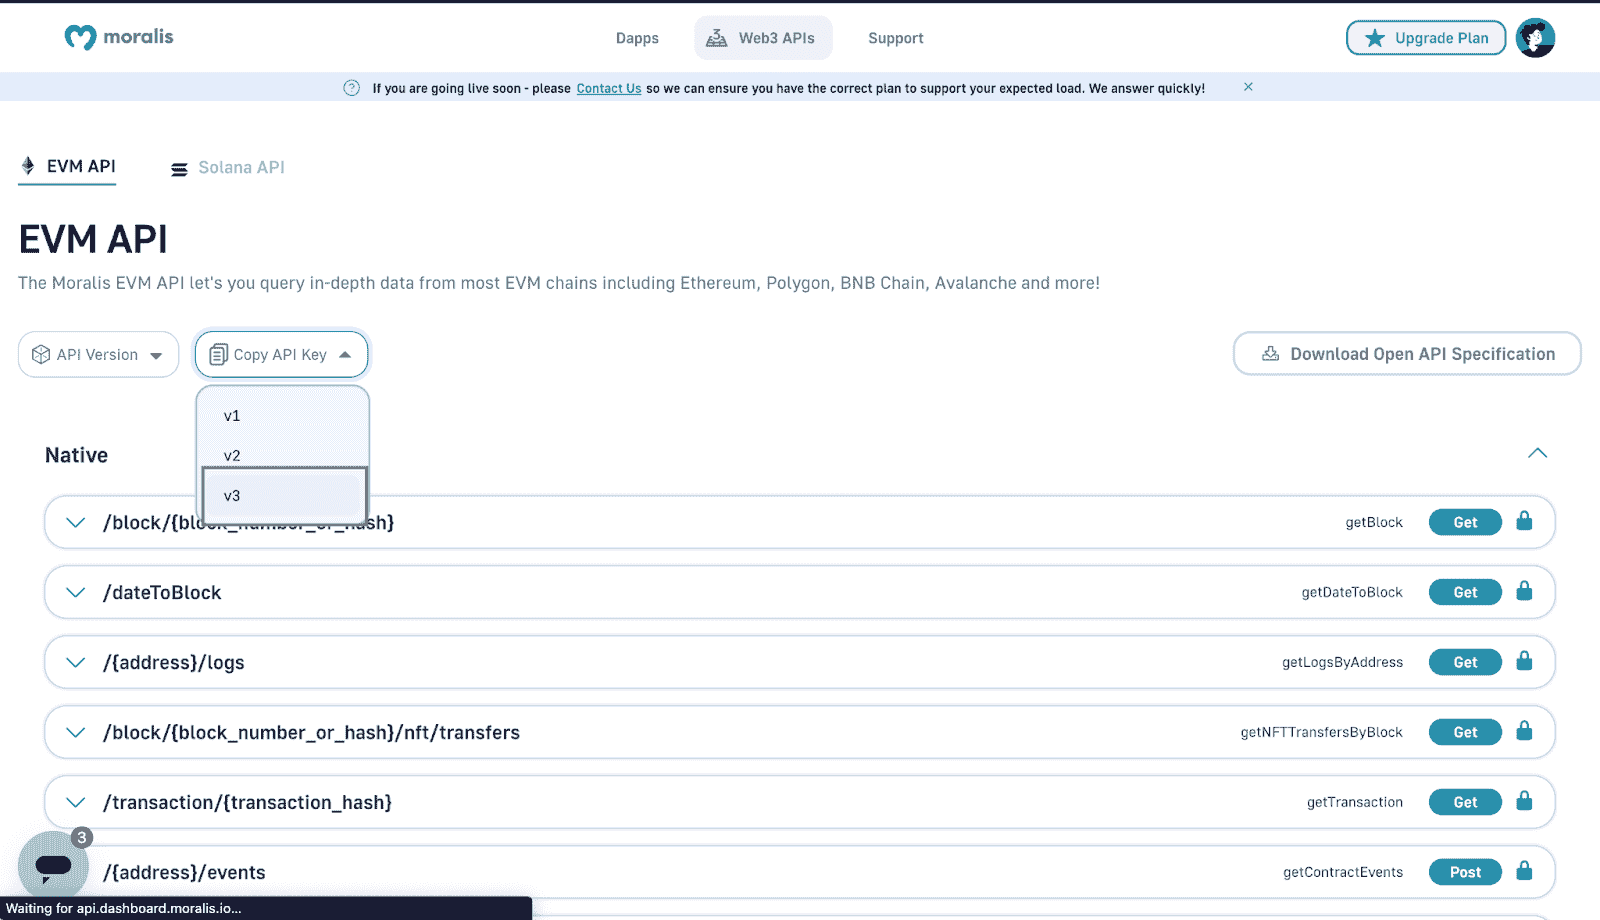 moralis
Dapps
Web3 APIs
Support
Upgrade Plan
If you are going live soon - please Contact Us so we can ensure you have the correct plan to support your expected load. We answer quickly!
EVM API
Solana API
EVM API
The Moralis EVM API let's you query in-depth data from most EVM chains including Ethereum, Polygon, BNB Chain, Avalanche and more!
API Version
Copy API Key
Download Open API Specification
v1
v2
v3
Native
/block/{block_number_or_hash} getBlock Get
/dateToBlock getDateToBlock Get
/{address}/logs getLogsByAddress Get
/block/{block_number_or_hash}/nft/transfers getNFTTransfersByBlock Get
/transaction/{transaction_hash} getTransaction Get
3
/{address}/events getContractEvents Post
Waiting for api.dashboard.moralis.io...